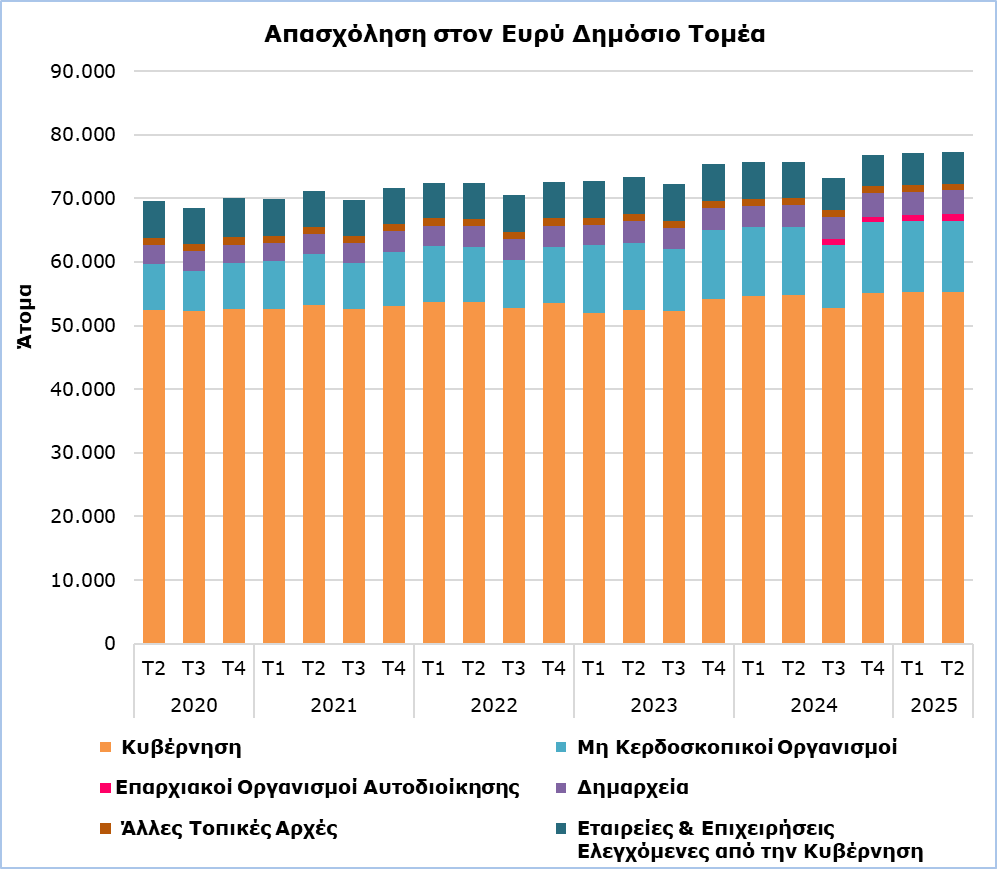 Απασχόληση στον Ευρύ Δημόσιο Τομέα
90.000
80.000
70.000
60.000
50.000
40.000
30.000
20.000
10.000
0
Άτομα
Τ2 Τ3 Τ4 Τ1 Τ2 Τ3 Τ4 Τ1 Τ2 Τ3 Τ4 Τ1 Τ2 Τ3 Τ4 Τ1 Τ2 Τ3 Τ4 Τ1 Τ2
2020 2021 2022 2023 2024 2025
Κυβέρνηση Μη Κερδοσκοπικοί Οργανισμοί
Επαρχιακοί Οργανισμοί Αυτοδιοίκησης Δημαρχεία
Άλλες Τοπικές Αρχές Εταιρείες & Επιχειρήσεις
Ελεγχόμενες από την Κυβέρνηση